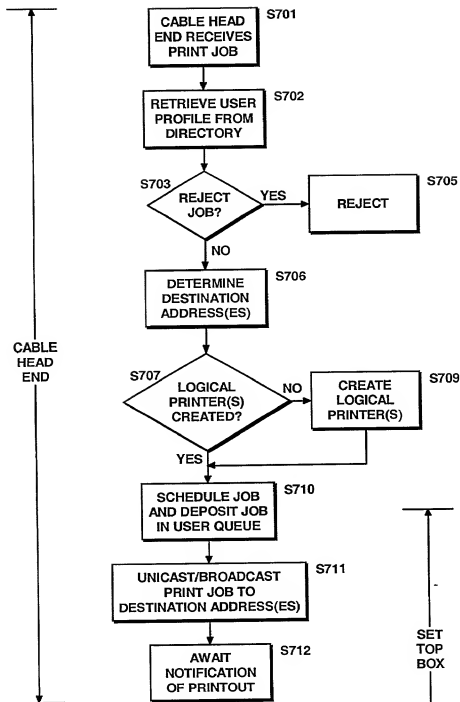 S701
CABLE HEAD
END RECEIVES
PRINT JOB
S702
RETRIEVE USER
PROFILE FROM
DIRECTORY
S703
REJECT
JOB?
YES
S705
REJECT
NO
S706
DETERMINE
DESTINATION
ADDRESS(ES)
CABLE
HEAD
END
S707
LOGICAL
PRINTER(S)
CREATED?
NO
S709
CREATE
LOGICAL
PRINTER(S)
YES
S710
SCHEDULE JOB
AND DEPOSIT JOB
IN USER QUEUE
S711
UNICAST/BROADCAST
PRINT JOB TO
DESTINATION ADDRESS(ES)
S712
AWAIT
NOTIFICATION
OF PRINTOUT
SET
TOP
BOX